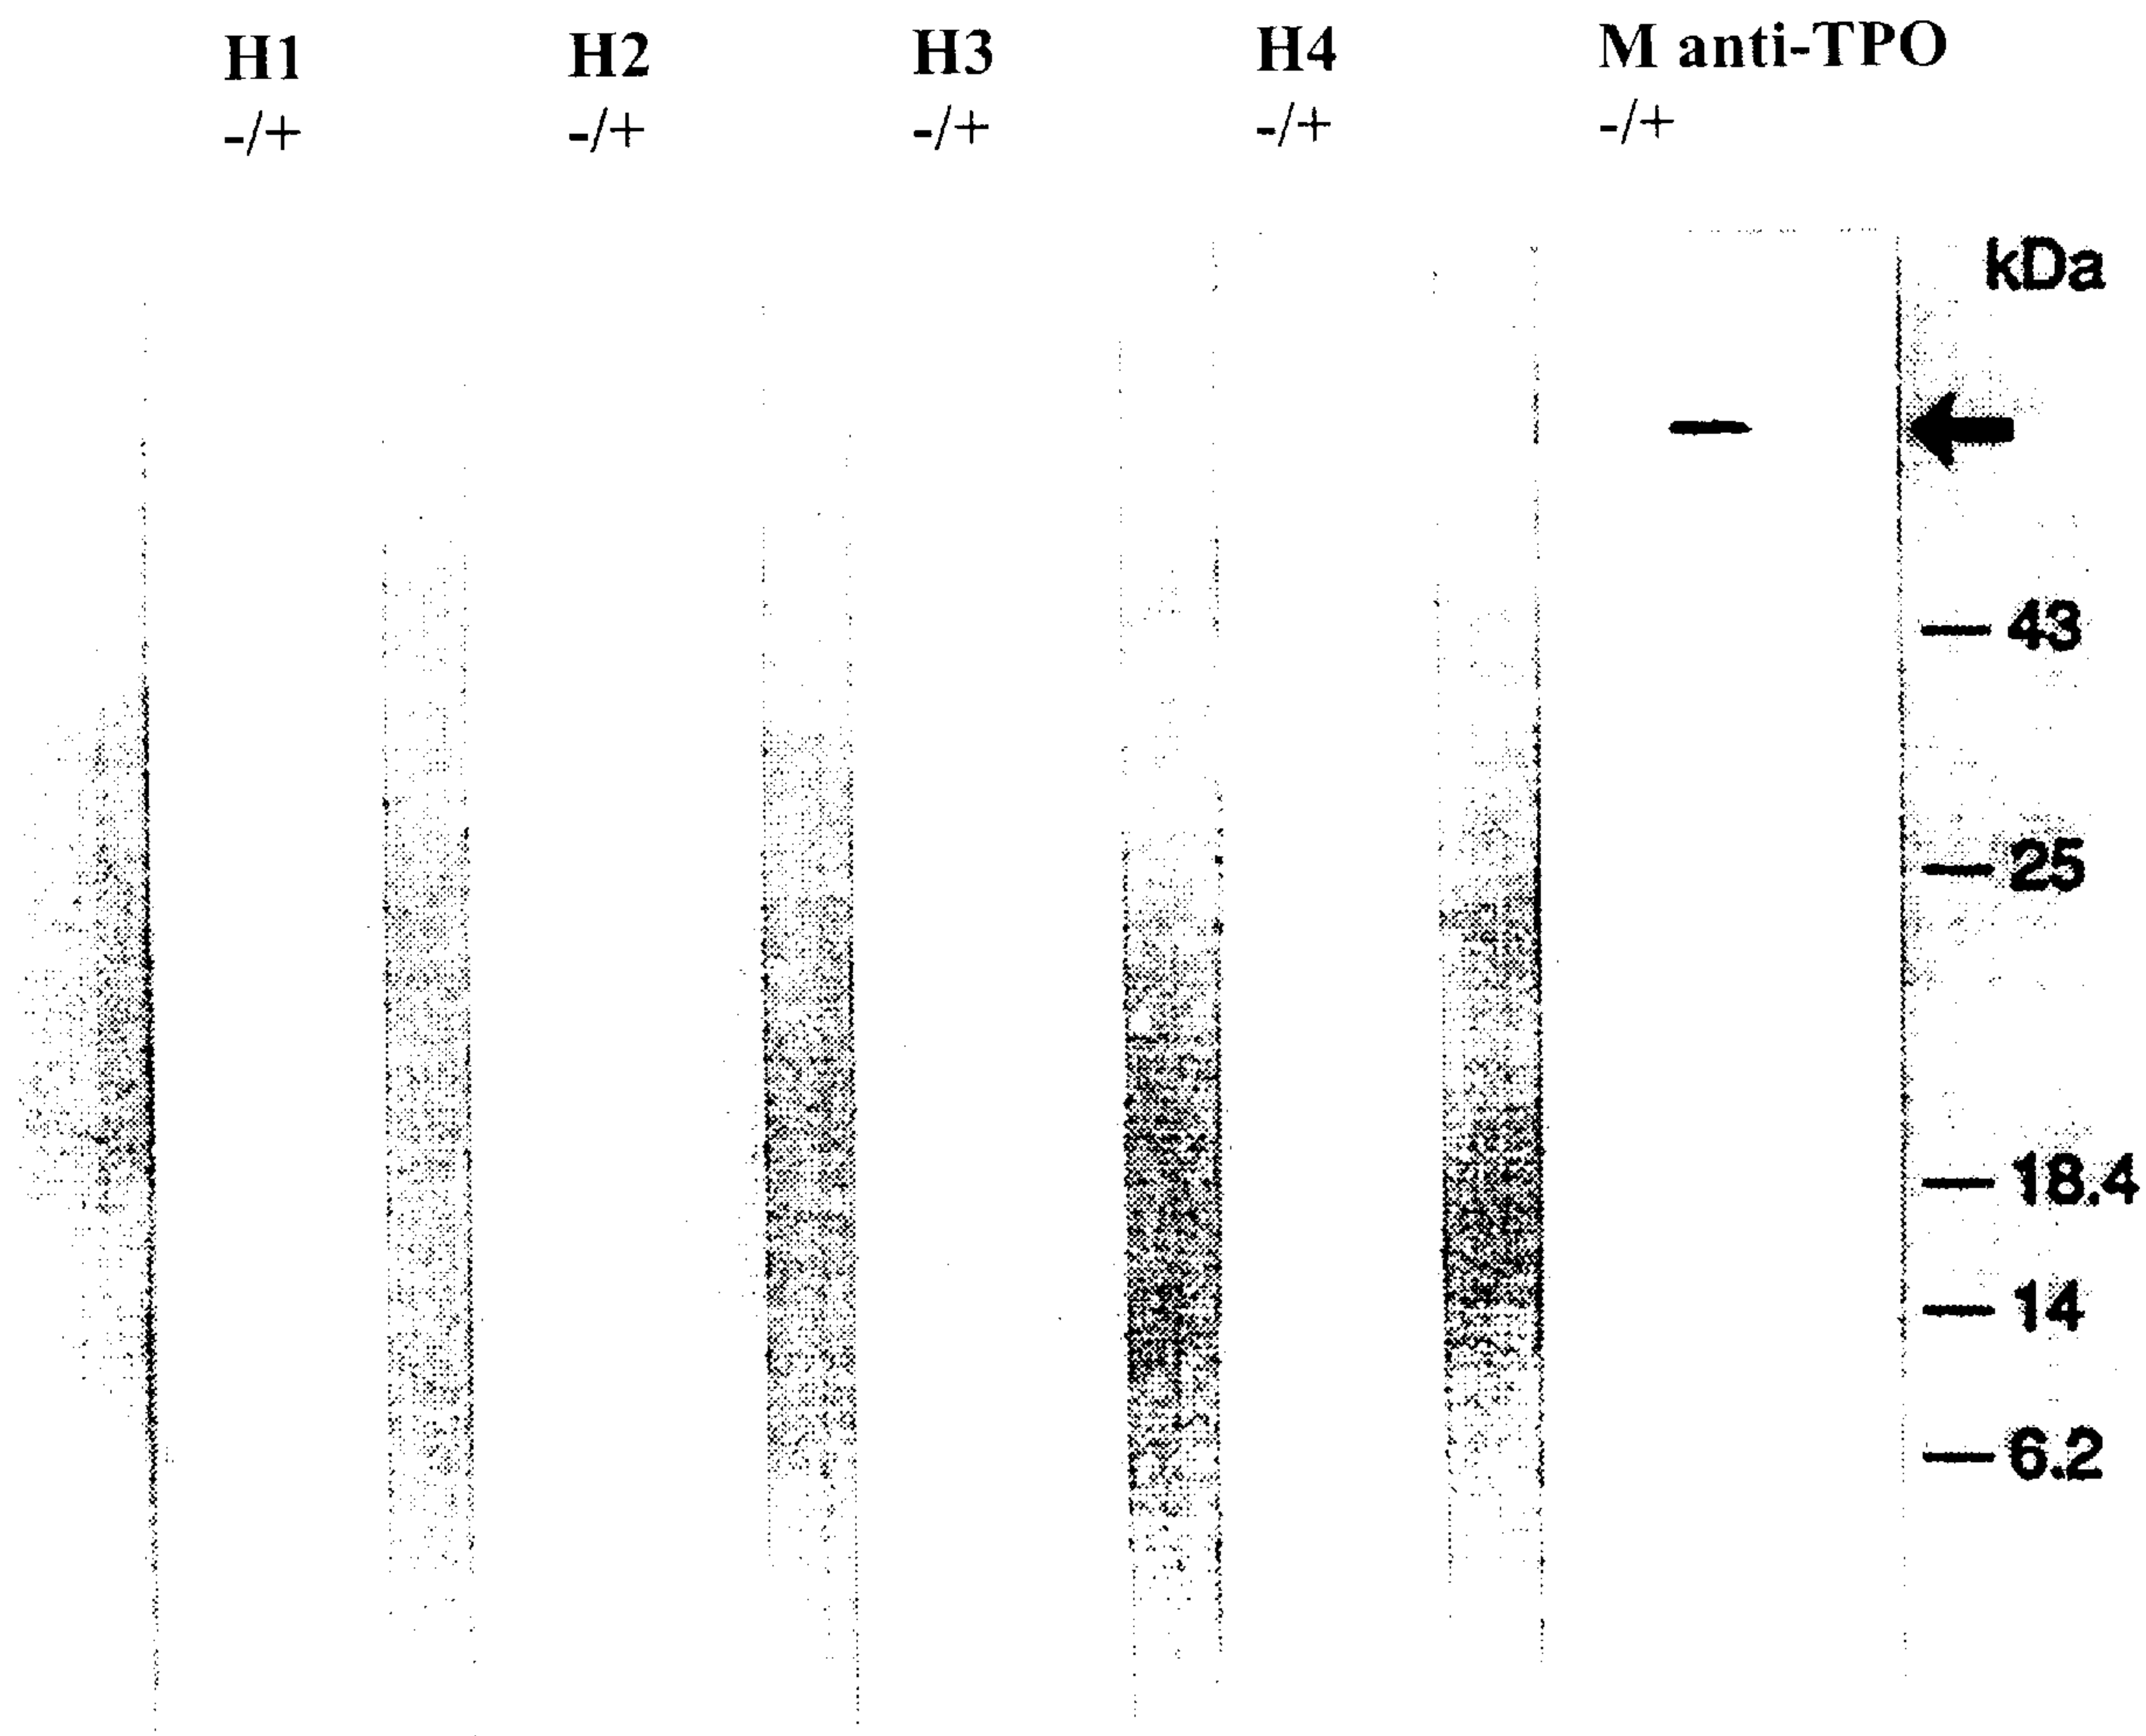 H1 H2 H3 H4 M anti-TPO
-/+ -/+ -/+ -/+ -/+
kDa
43
25
18.4
14
6.2